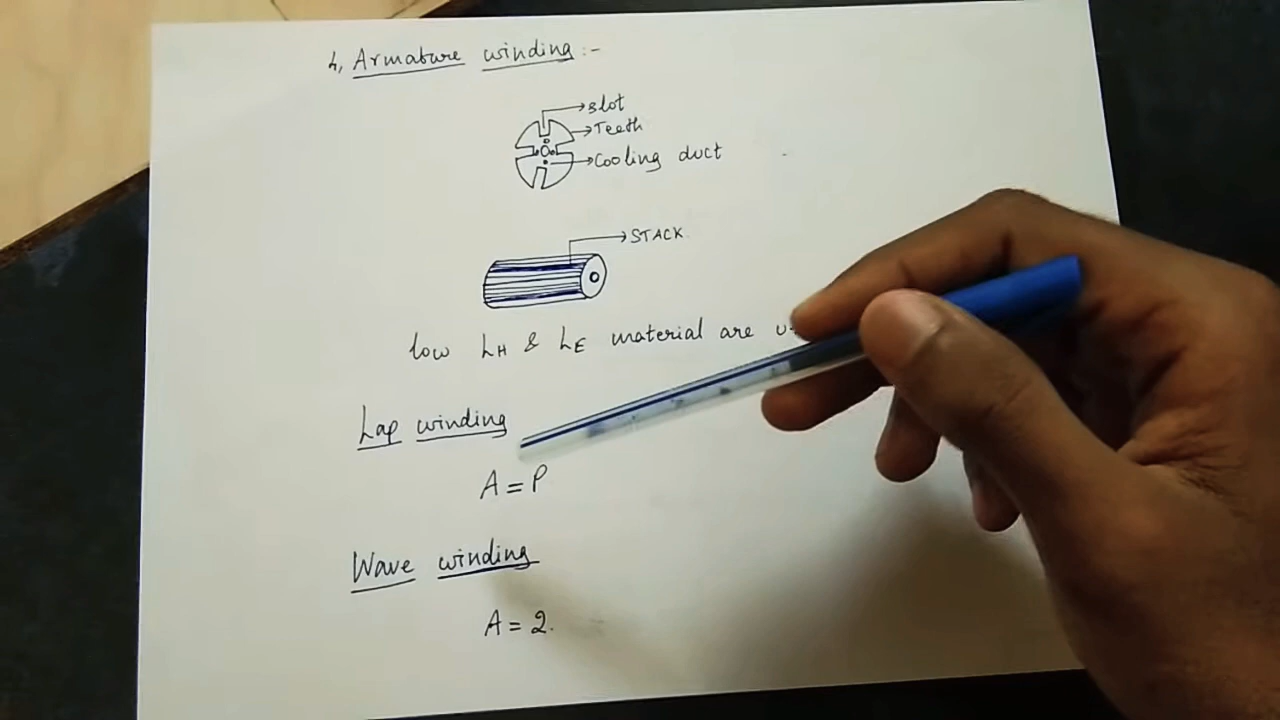 4, Armature winding :-
slot
Teeth
Cooling duct
STACK
low LH & LE material are
Lap winding
A = P
Wave winding
A = 2.